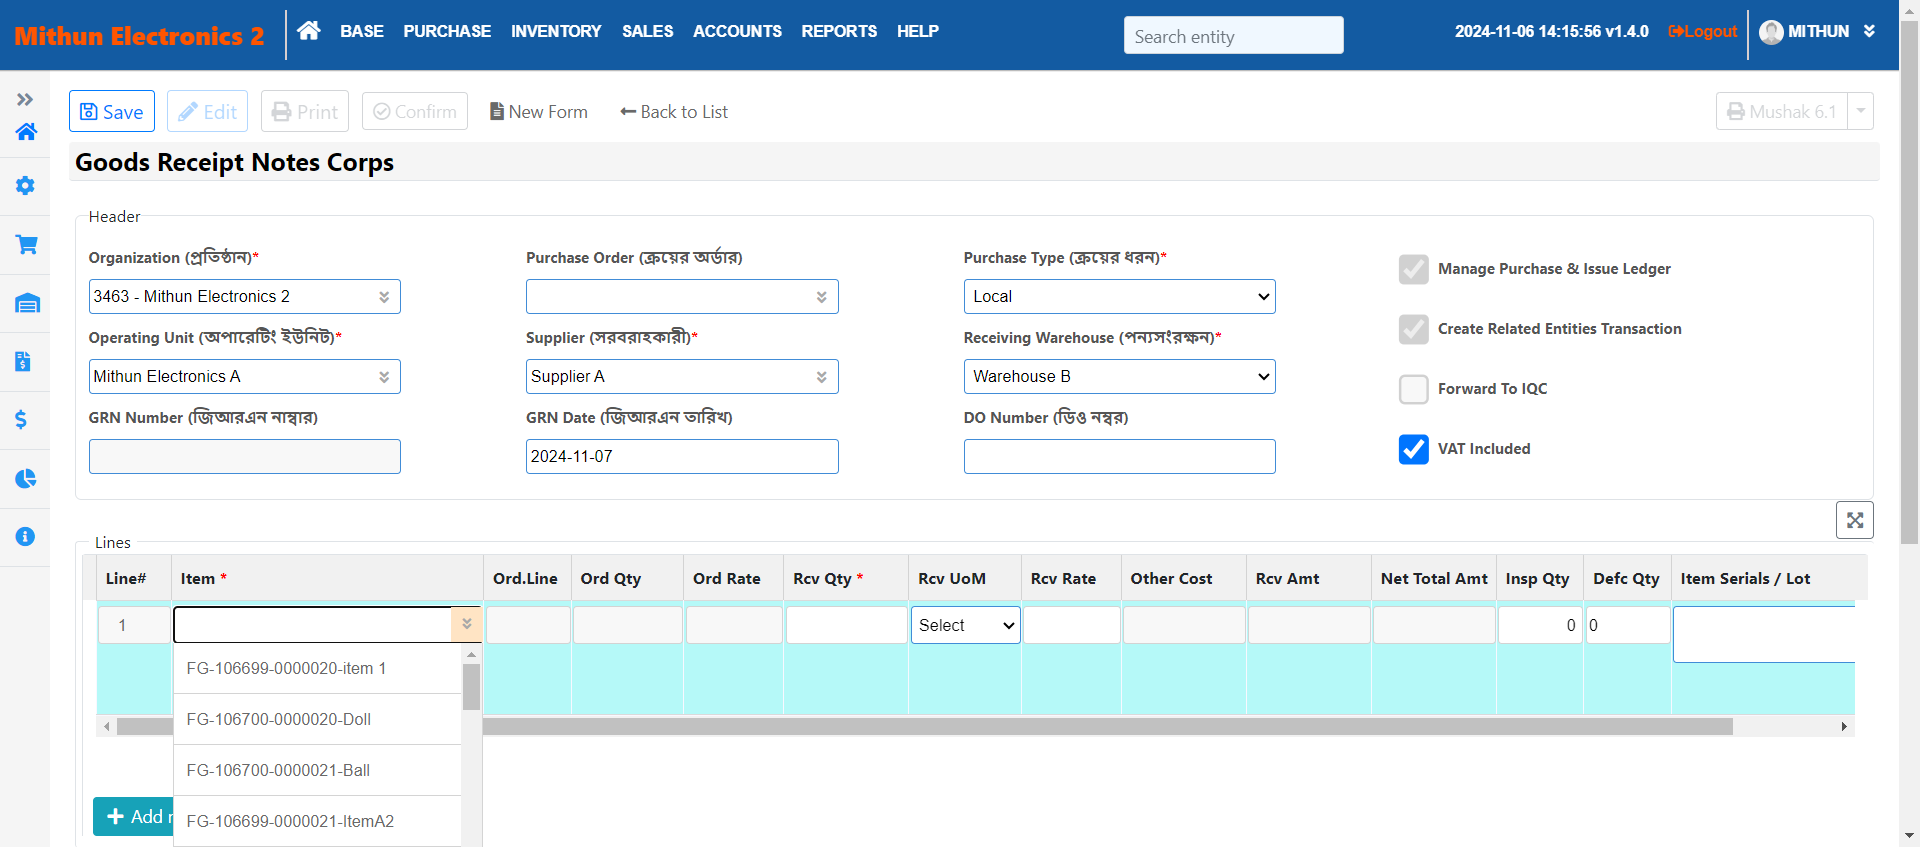 Mithun Electronics 2
BASE PURCHASE INVENTORY SALES ACCOUNTS REPORTS HELP
Search entity
2024-11-06 14:15:56 v1.4.0 Logout MITHUN
Save Edit Print Confirm New Form Back to List Mushak 6.1
Goods Receipt Notes Corps
Header
Organization (প্রতিষ্ঠান)* Purchase Order (ক্রয়ের অর্ডার) Purchase Type (ক্রয়ের ধরন)* Manage Purchase & Issue Ledger
3463 - Mithun Electronics 2 Local
Operating Unit (অপারেটিং ইউনিট)* Supplier (সরবরাহকারী)* Receiving Warehouse (পন্যসংরক্ষন)* Create Related Entities Transaction
Mithun Electronics A Supplier A Warehouse B Forward To IQC
GRN Number (জিআরএন নাম্বার) GRN Date (জিআরএন তারিখ) DO Number (ডিও নম্বর)
2024-11-07 VAT Included
Lines
Line# Item * Ord.Line Ord Qty Ord Rate Rcv Qty * Rcv UoM Rcv Rate Other Cost Rcv Amt Net Total Amt Insp Qty Defc Qty Item Serials / Lot
1 Select 0 0
FG-106699-0000020-item 1
FG-106700-0000020-Doll
FG-106700-0000021-Ball
Add FG-106699-0000021-ItemA2